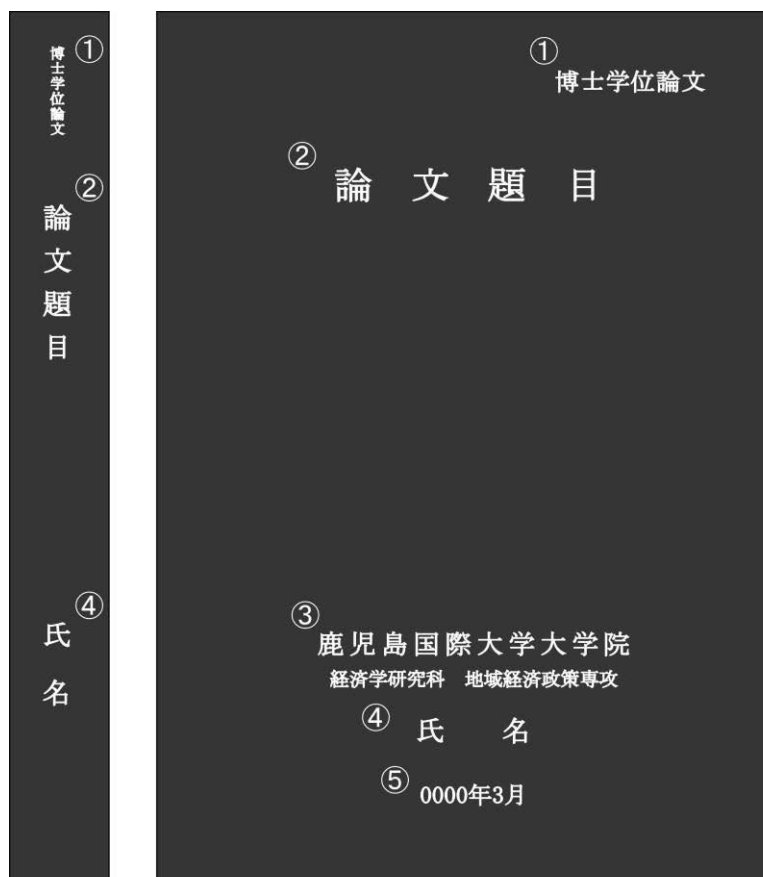 ①
博士学位論文
②
論文題目
④
氏名
①
博士学位論文
②
論文題目
③
鹿児島国際大学大学院
経済学研究科 地域経済政策専攻
④
氏 名
⑤
0000年3月